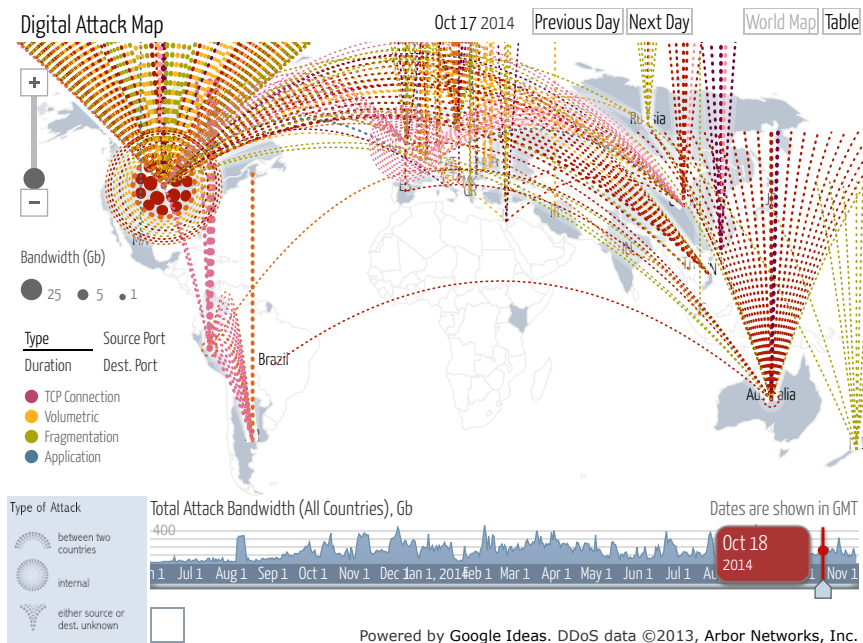 Digital Attack Map
Oct 17 2014
Previous Day
Next Day
World Map
Table
+
−
Bandwidth (Gb)
25
5
1
Type
Source Port
Duration
Dest. Port
TCP Connection
Volumetric
Fragmentation
Application
Brazil
Type of Attack
between two
countries
internal
either source or
dest. unknown
Total Attack Bandwidth (All Countries), Gb
Dates are shown in GMT
400
Jul 1
Aug 1
Sep 1
Oct 1
Nov 1
Dec 1
Jan 1, 2014
Feb 1
Mar 1
Apr 1
May 1
Jun 1
Jul 1
Oct 18
2014
Nov 1
Powered by Google Ideas. DDoS data ©2013, Arbor Networks, Inc.